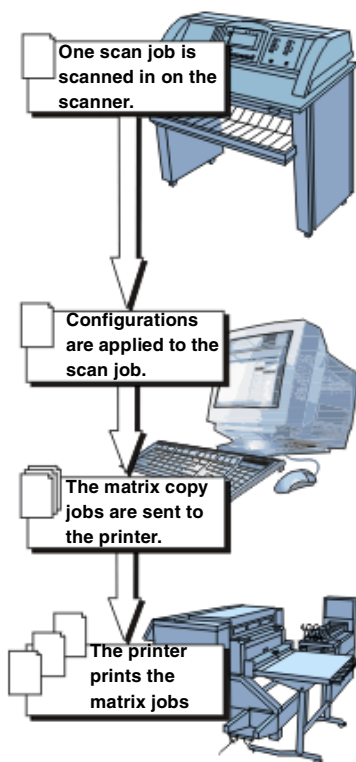 One scan job is
scanned in on the
scanner.
Configurations
are applied to the
scan job.
The matrix copy
jobs are sent to
the printer.
The printer
prints the
matrix jobs